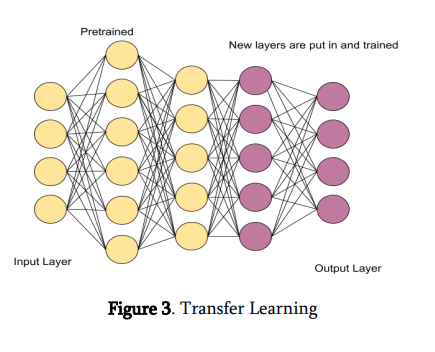 Pretrained
New layers are put in and trained
Input Layer
Output Layer
Figure 3. Transfer Learning